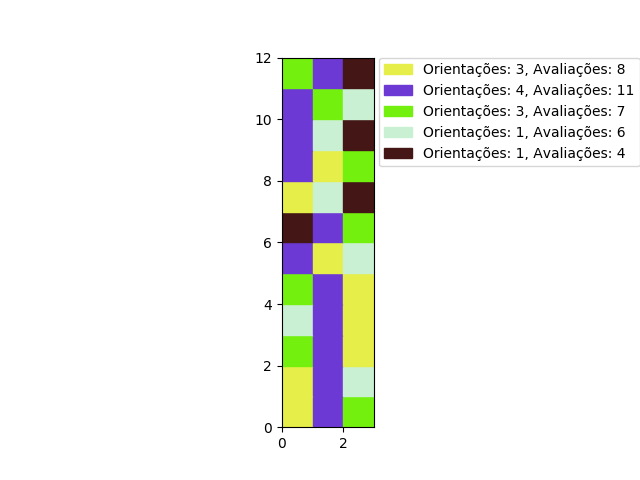 12
10
8
6
4
2
0
0 2
Orientações: 3, Avaliações: 8
Orientações: 4, Avaliações: 11
Orientações: 3, Avaliações: 7
Orientações: 1, Avaliações: 6
Orientações: 1, Avaliações: 4